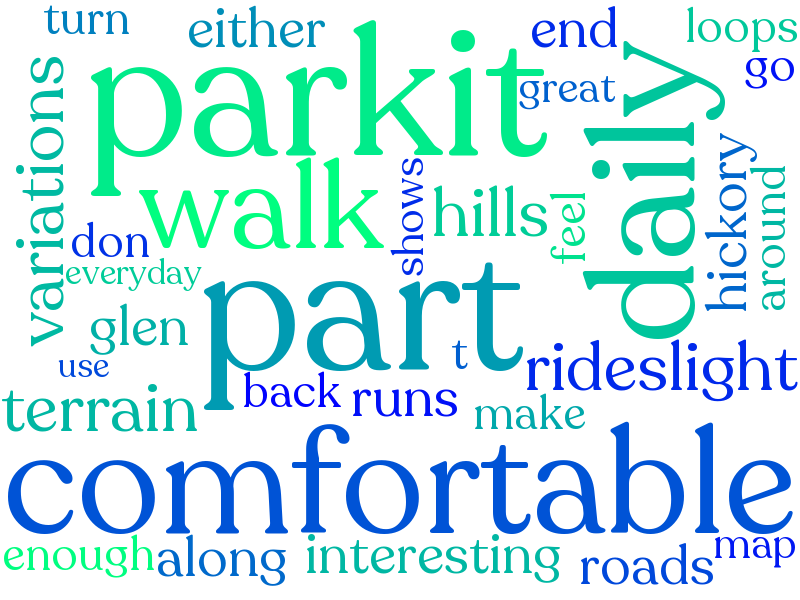 turn
either
end
loops
go
great
parkit
daily
variations
walk
shows
hills
feel
hickory
around
don
everyday
part
glen
use
t
rideslight
back
runs
terrain
make
comfortable
enough
along
interesting
roads
map